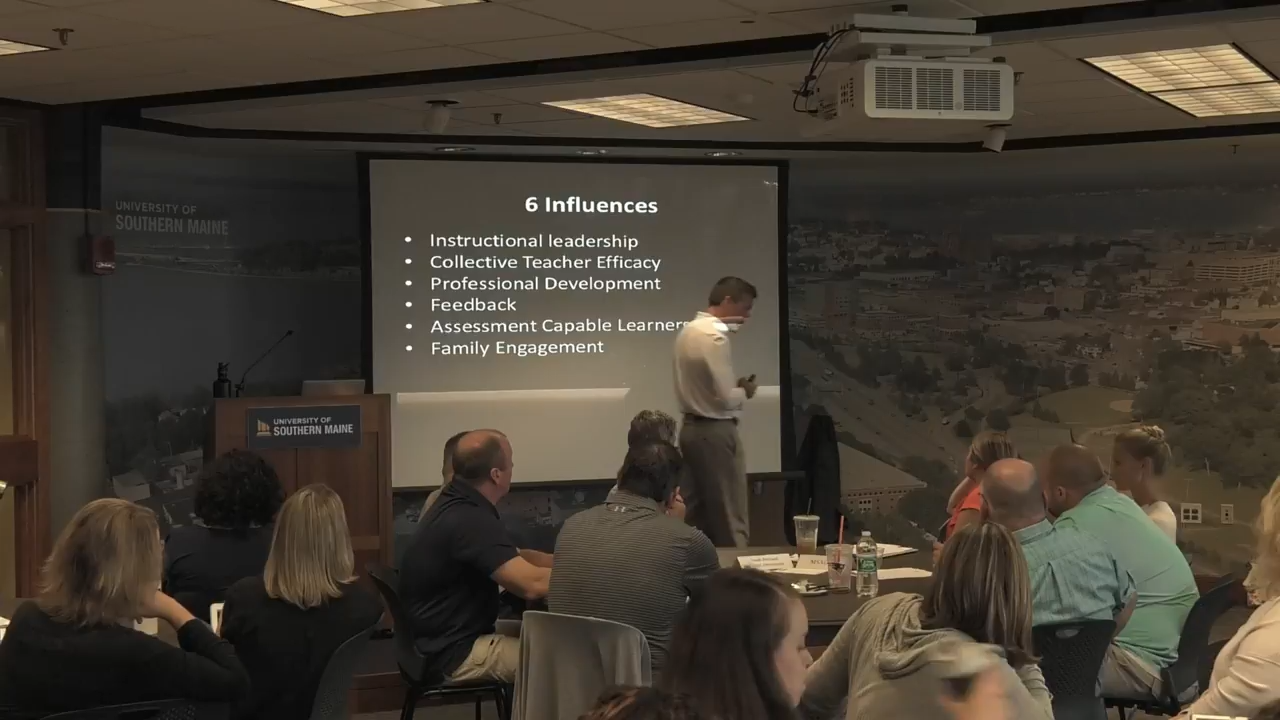 UNIVERSITY OF
SOUTHERN MAINE
6 Influences
• Instructional leadership
• Collective Teacher Efficacy
• Professional Development
• Feedback
• Assessment Capable Learners
• Family Engagement
UNIVERSITY OF
SOUTHERN MAINE